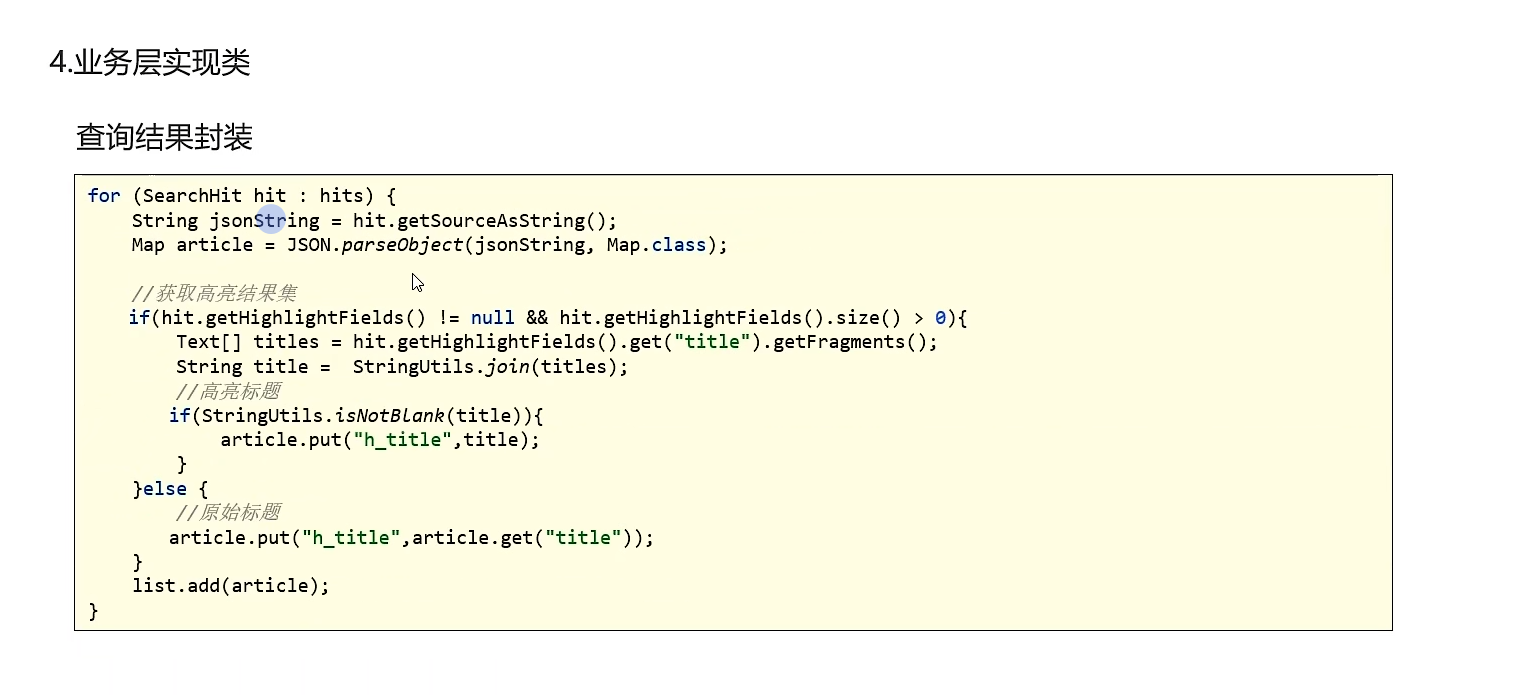 4.业务层实现类
查询结果封装
for (SearchHit hit : hits) {
    String jsonString = hit.getSourceAsString();
    Map article = JSON.parseObject(jsonString, Map.class);
    //获取高亮结果集
    if(hit.getHighlightFields() != null && hit.getHighlightFields().size() > 0){
        Text[] titles = hit.getHighlightFields().get("title").getFragments();
        String title =  StringUtils.join(titles);
        //高亮标题
        if(StringUtils.isNotBlank(title)){
            article.put("h_title",title);
        }
    }else {
        //原始标题
        article.put("h_title",article.get("title"));
    }
    list.add(article);
}